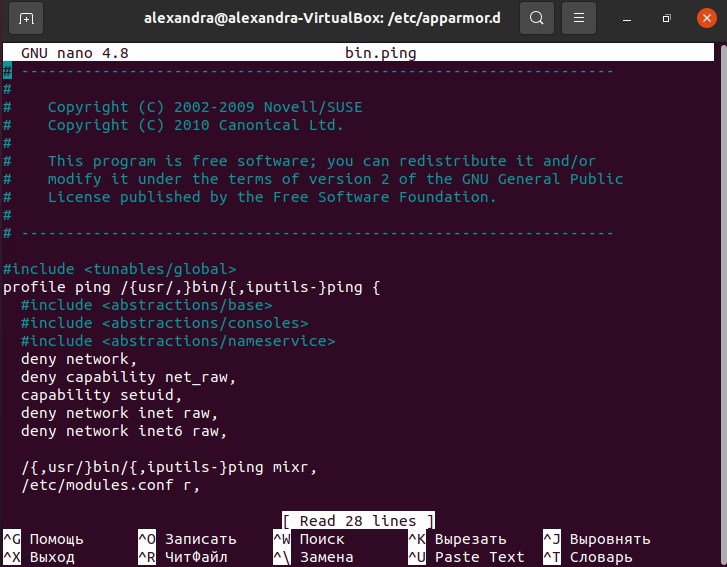 alexandra@alexandra-VirtualBox: /etc/apparmor.d
GNU nano 4.8 bin.ping
# ------------------------------------------------------------------
#
#    Copyright (C) 2002-2009 Novell/SUSE
#    Copyright (C) 2010 Canonical Ltd.
#
#    This program is free software; you can redistribute it and/or
#    modify it under the terms of version 2 of the GNU General Public
#    License published by the Free Software Foundation.
#
# ------------------------------------------------------------------
#include <tunables/global>
profile ping /{usr/,}bin/{,iputils-}ping {
  #include <abstractions/base>
  #include <abstractions/consoles>
  #include <abstractions/nameservice>
  deny network,
  deny capability net_raw,
  capability setuid,
  deny network inet raw,
  deny network inet6 raw,
  /{,usr/}bin/{,iputils-}ping mixr,
  /etc/modules.conf r,
[ Read 28 lines ]
^G Помощь ^O Записать ^W Поиск ^K Вырезать ^J Выровнять
^X Выход ^R ЧитФайл ^\ Замена ^U Paste Text ^T Словарь